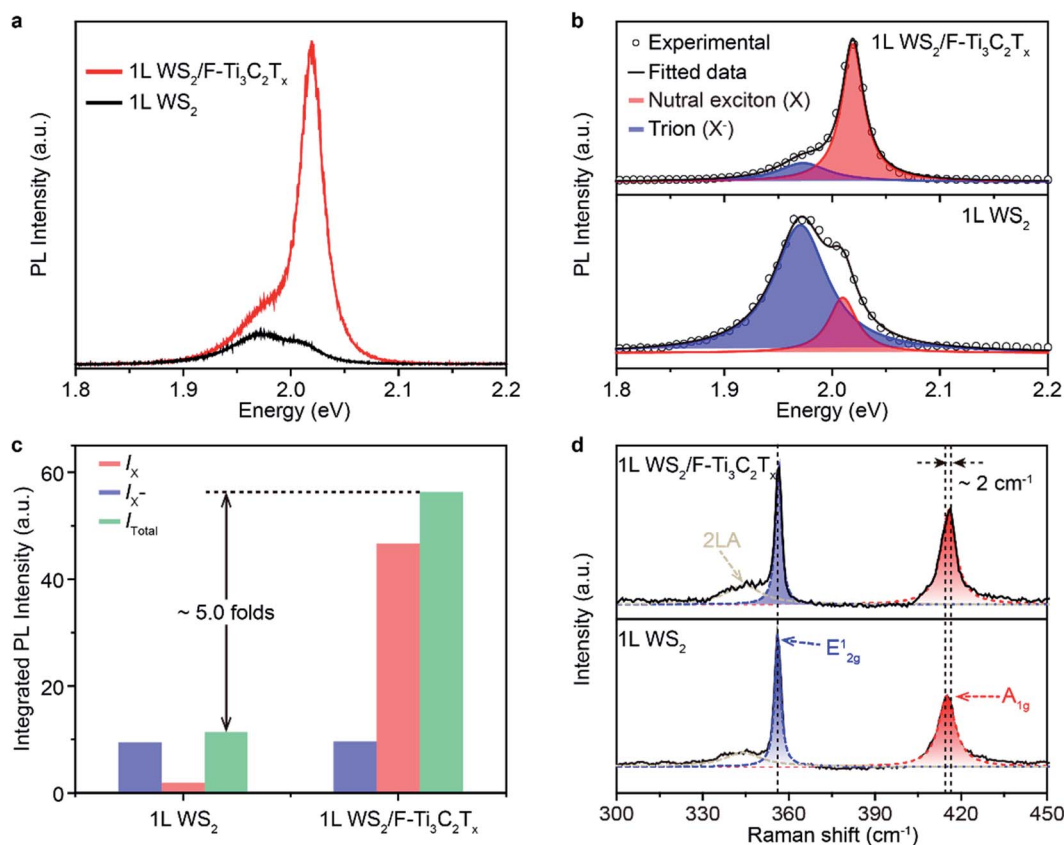 a
1L WS₂/F-Ti₃C₂Tₓ
1L WS₂
PL Intensity (a.u.)
1.8 1.9 2.0 2.1 2.2
Energy (eV)
b
Experimental
Fitted data
Nutral exciton (X)
Trion (X⁻)
1L WS₂/F-Ti₃C₂Tₓ
1L WS₂
PL Intensity (a.u.)
1.8 1.9 2.0 2.1 2.2
Energy (eV)
c
I_X
I_X-
I_Total
60
40
20
0
~ 5.0 folds
Integrated PL Intensity (a.u.)
1L WS₂ 1L WS₂/F-Ti₃C₂Tₓ
d
1L WS₂/F-Ti₃C₂Tₓ
~ 2 cm⁻¹
2LA
1L WS₂
E¹₂g
A₁g
Intensity (a.u.)
300 330 360 390 420 450
Raman shift (cm⁻¹)